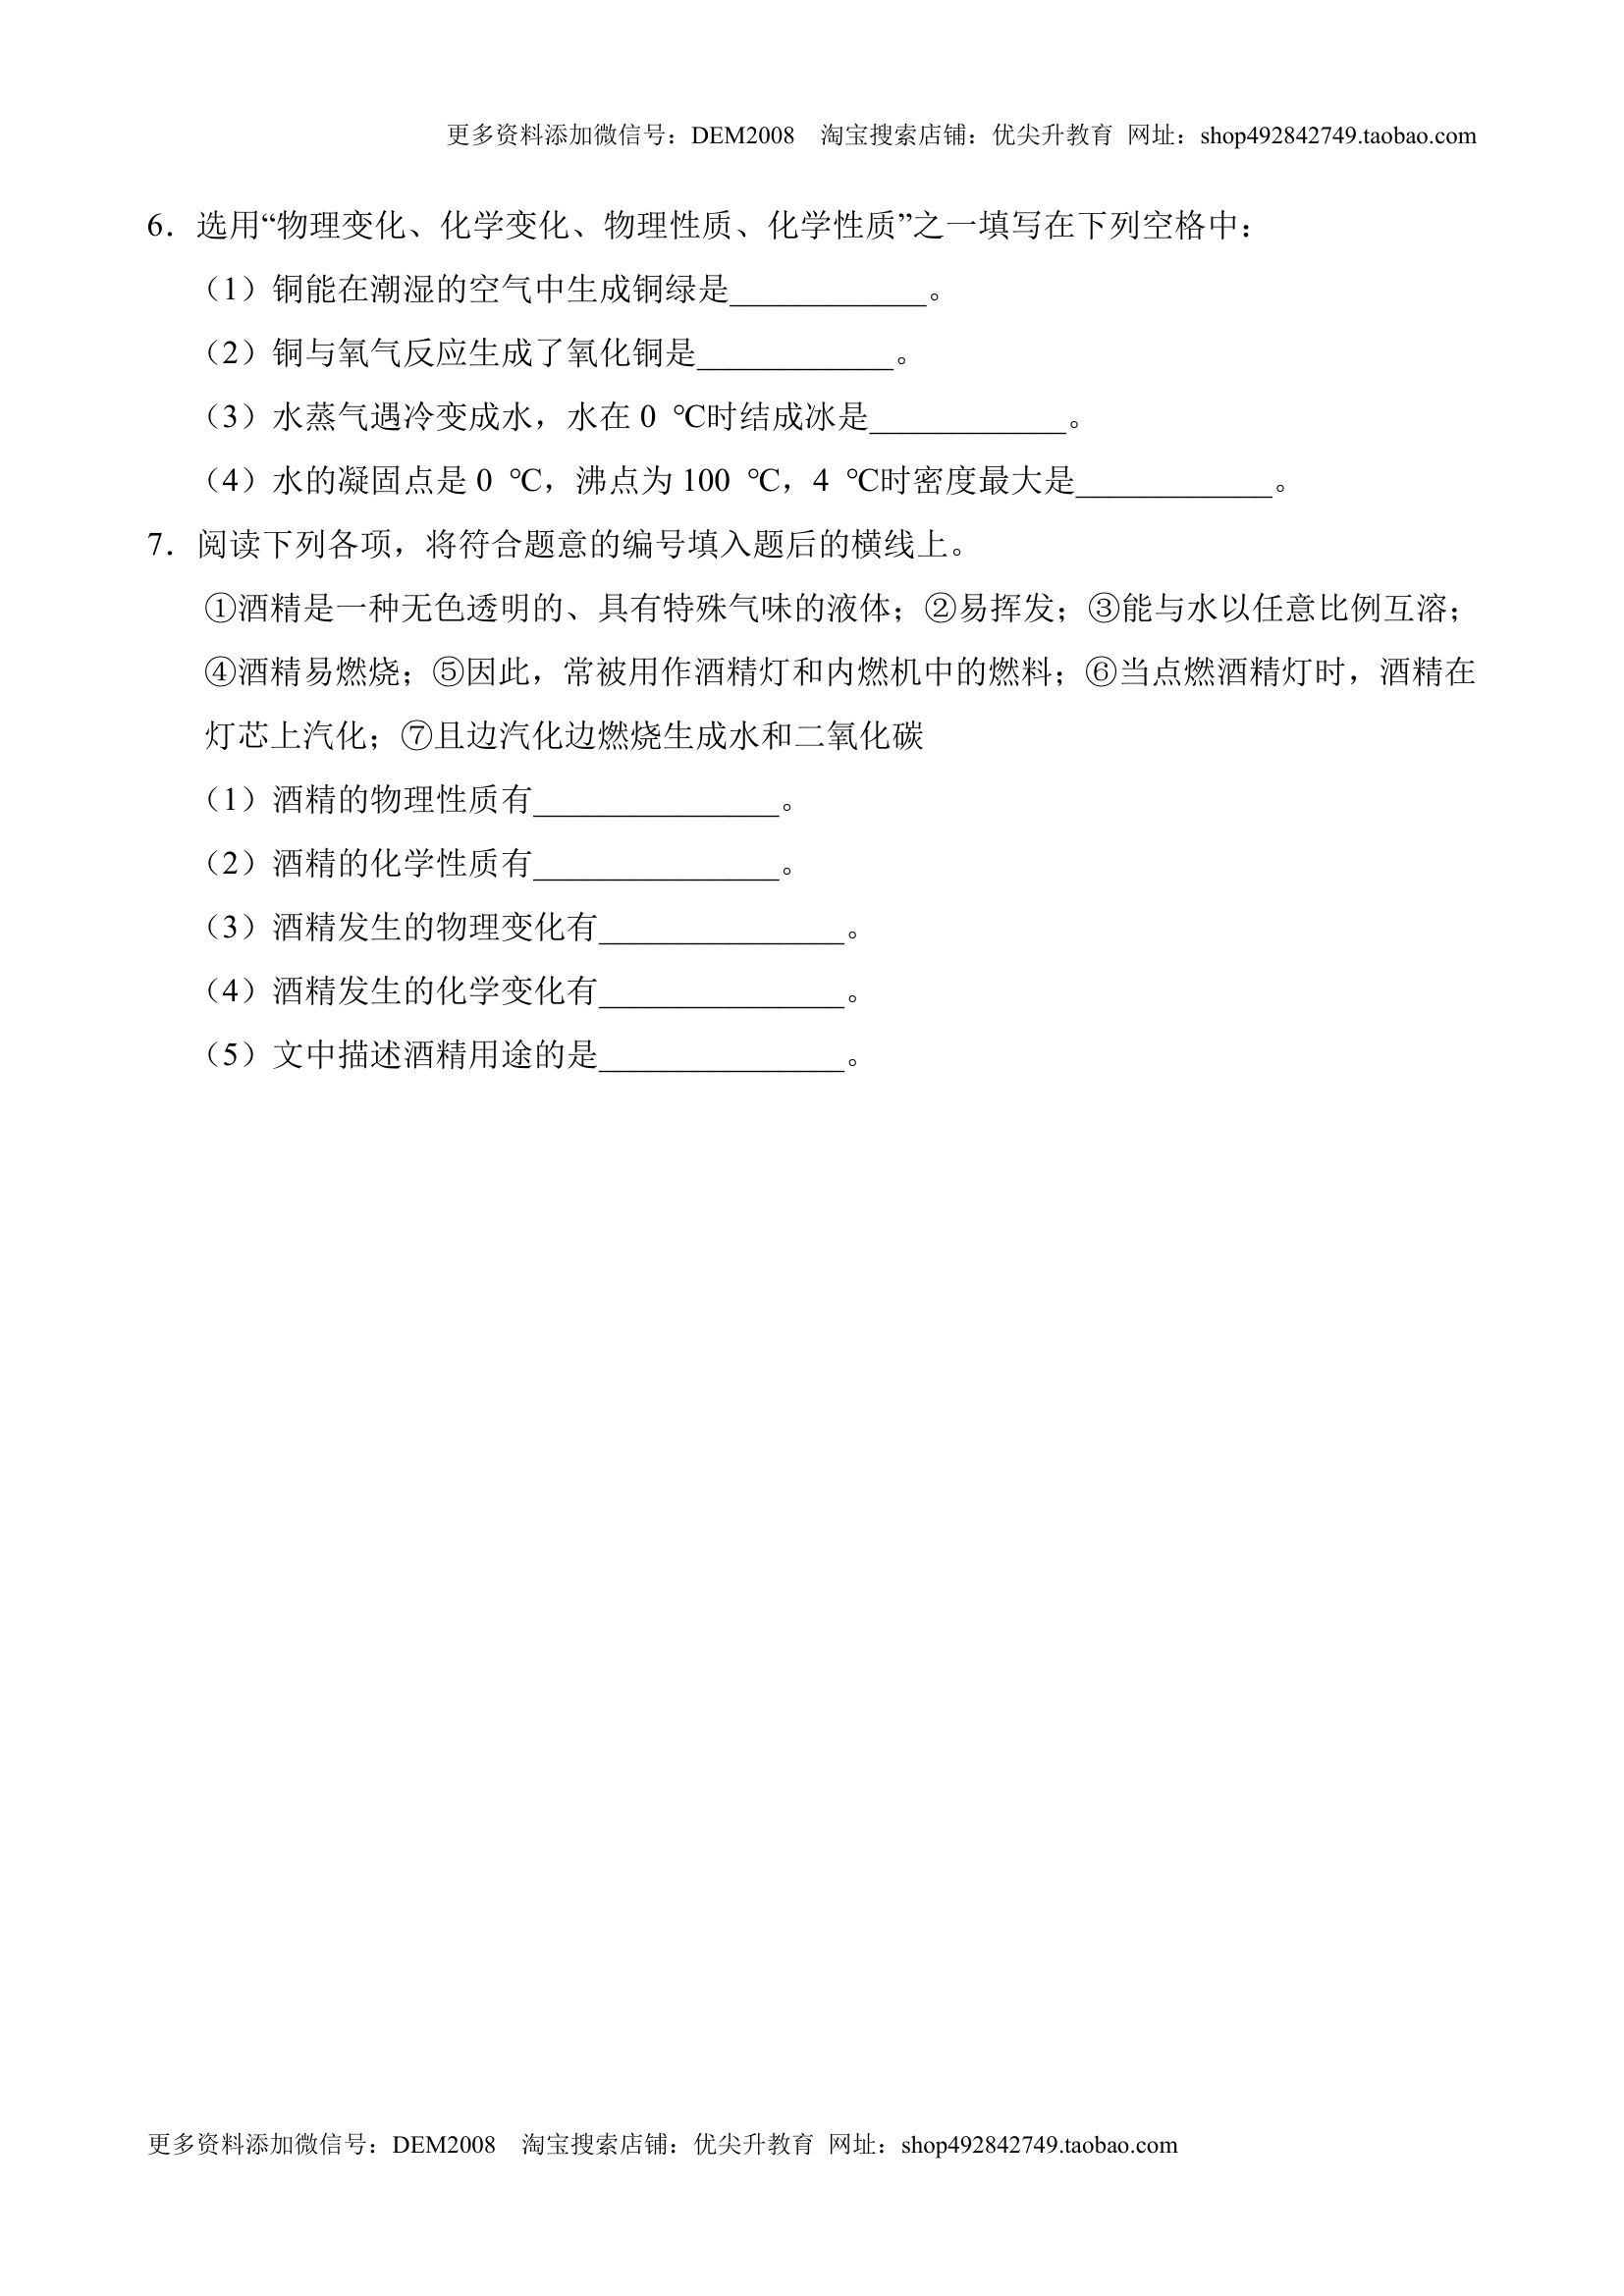 更多资料添加微信号：DEM2008　淘宝搜索店铺：优尖升教育 网址：shop492842749.taobao.com
6．选用“物理变化、化学变化、物理性质、化学性质”之一填写在下列空格中：
（1）铜能在潮湿的空气中生成铜绿是____________。
（2）铜与氧气反应生成了氧化铜是____________。
（3）水蒸气遇冷变成水，水在 0 ℃时结成冰是____________。
（4）水的凝固点是 0 ℃，沸点为 100 ℃，4 ℃时密度最大是____________。
7．阅读下列各项，将符合题意的编号填入题后的横线上。
①酒精是一种无色透明的、具有特殊气味的液体；②易挥发；③能与水以任意比例互溶；
④酒精易燃烧；⑤因此，常被用作酒精灯和内燃机中的燃料；⑥当点燃酒精灯时，酒精在
灯芯上汽化；⑦且边汽化边燃烧生成水和二氧化碳
（1）酒精的物理性质有_______________。
（2）酒精的化学性质有_______________。
（3）酒精发生的物理变化有_______________。
（4）酒精发生的化学变化有_______________。
（5）文中描述酒精用途的是_______________。
更多资料添加微信号：DEM2008　淘宝搜索店铺：优尖升教育 网址：shop492842749.taobao.com